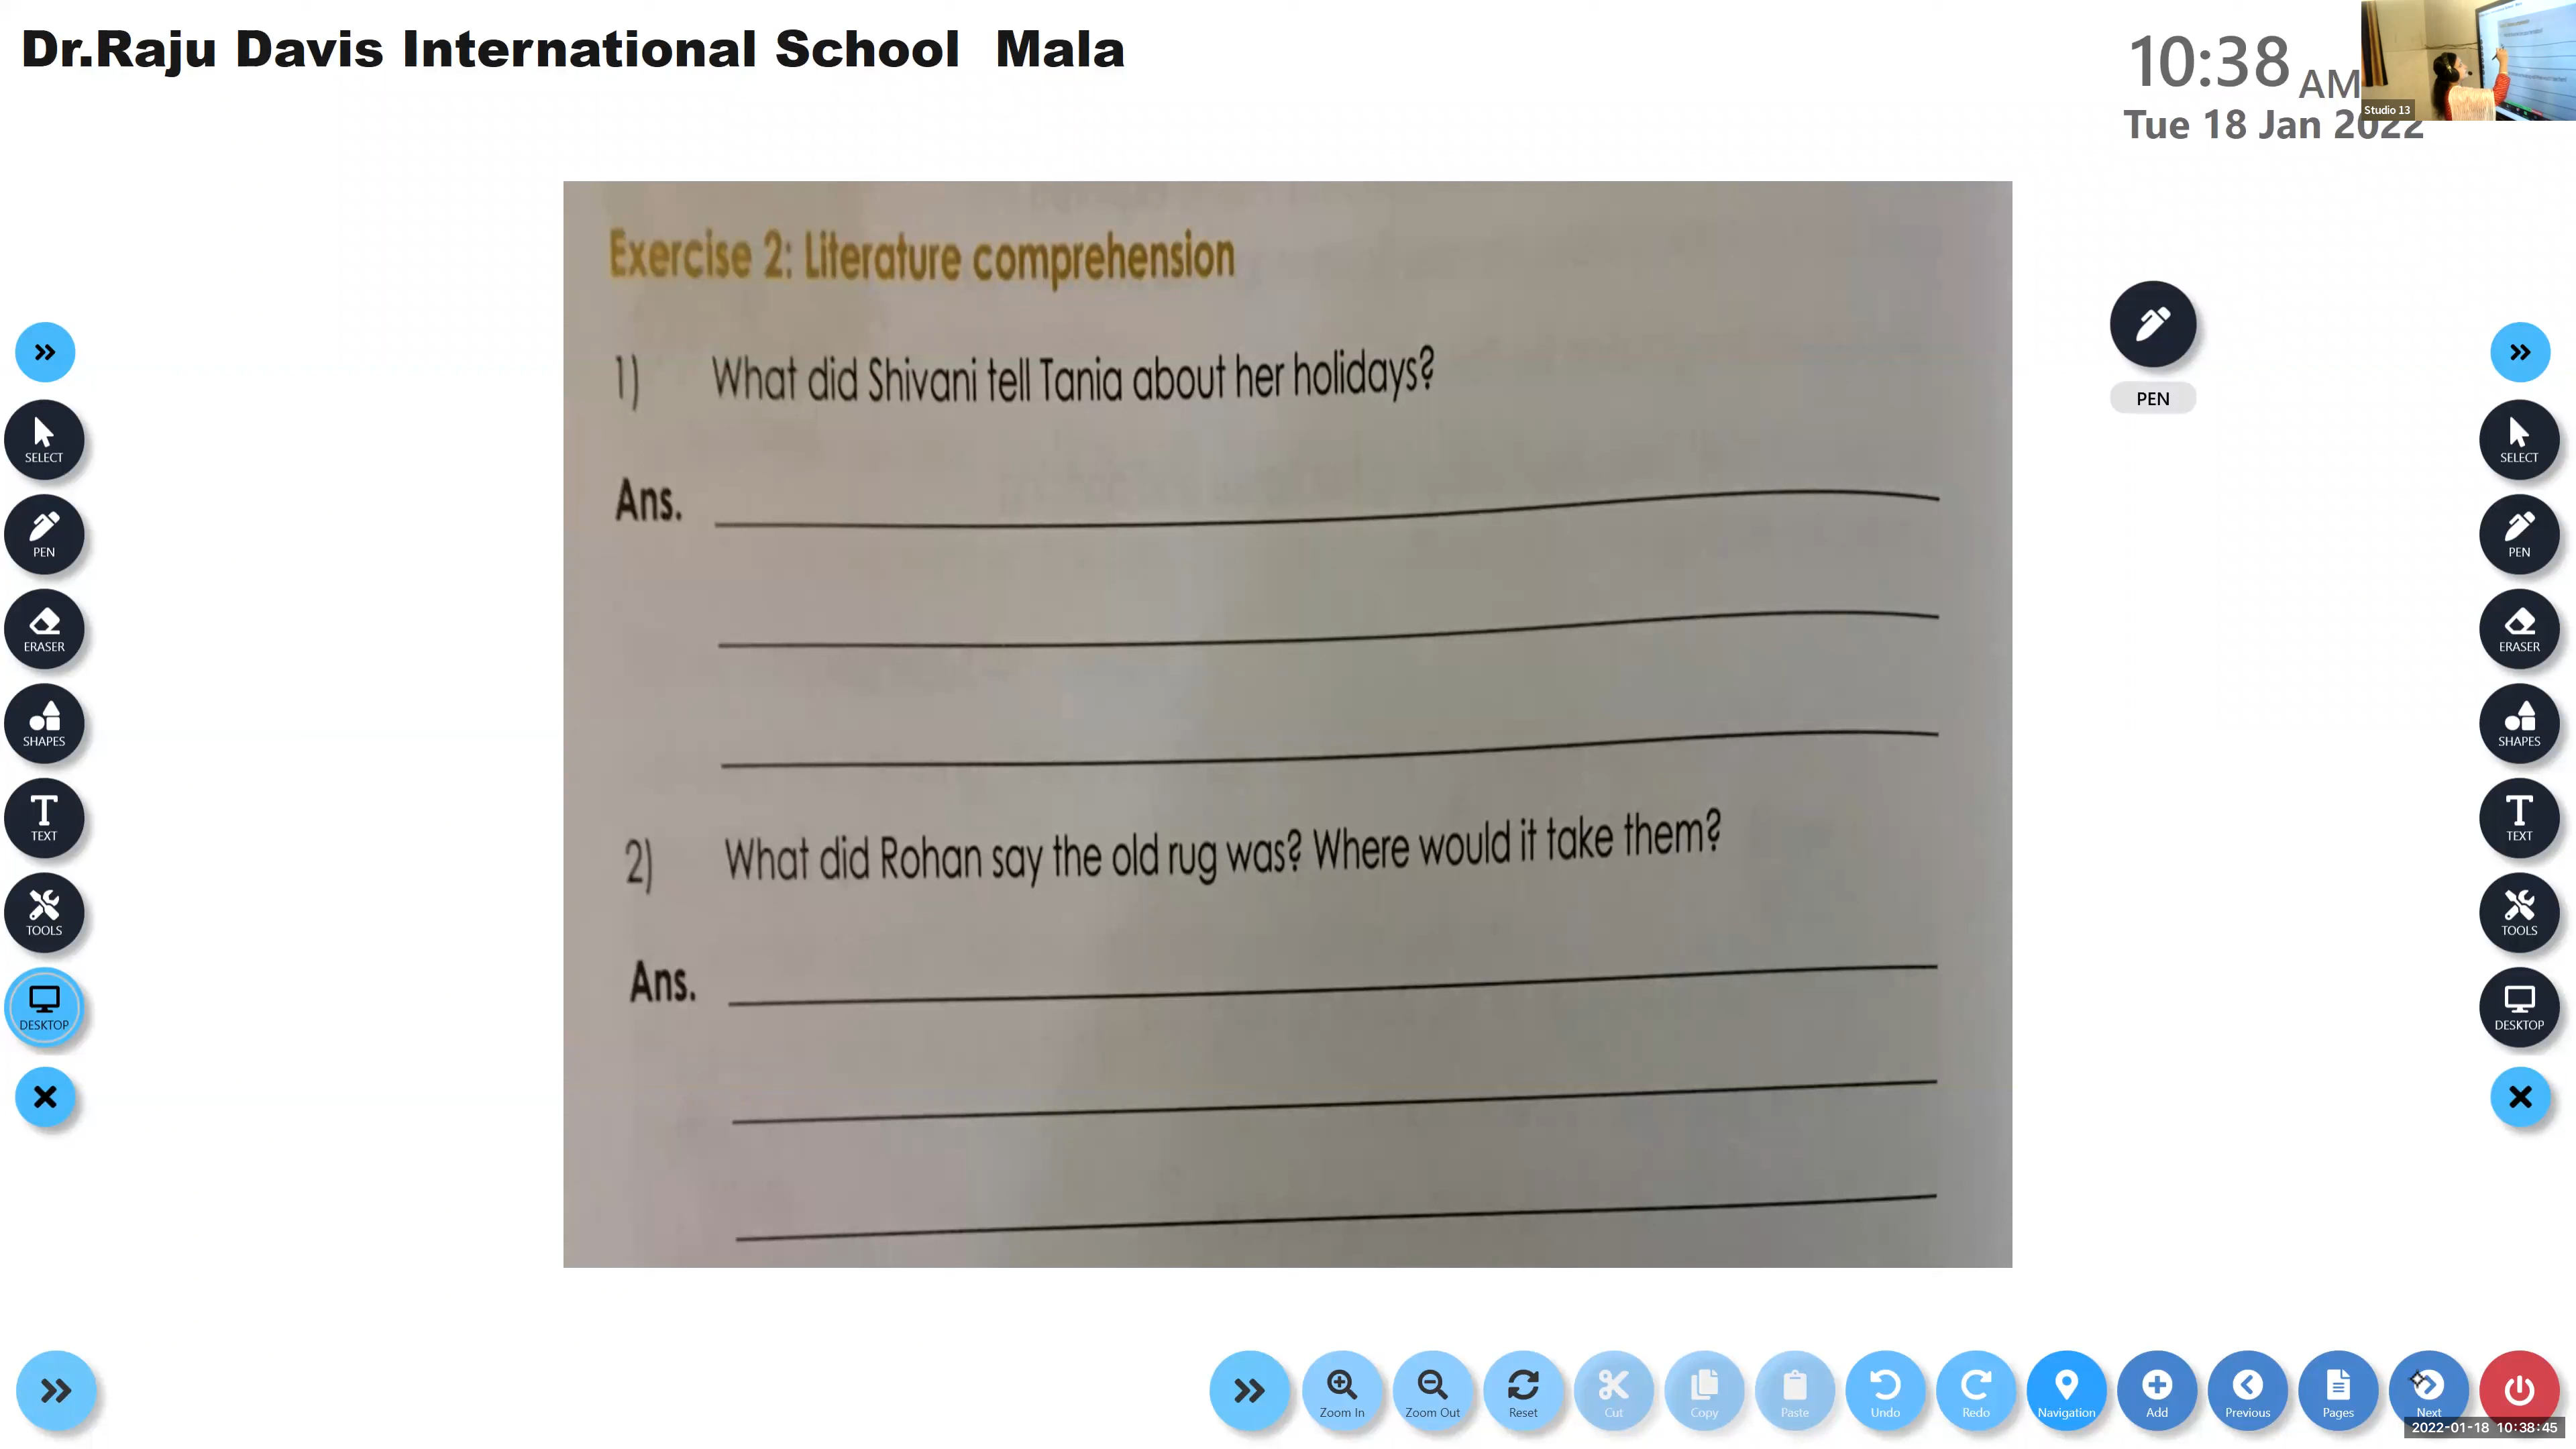 Dr.Raju Davis International School Mala
10:38 AM
Tue 18 Jan 2022
Studio 13
Exercise 2: Literature comprehension
1) What did Shivani tell Tania about her holidays?
Ans.
2) What did Rohan say the old rug was? Where would it take them?
Ans.
PEN
SELECT
PEN
ERASER
SHAPES
TEXT
TOOLS
DESKTOP
SELECT
PEN
ERASER
SHAPES
TEXT
TOOLS
DESKTOP
Zoom In Zoom Out Reset Cut Copy Paste Undo Redo Navigation Add Previous Pages Next
2022-01-18 10:38:45